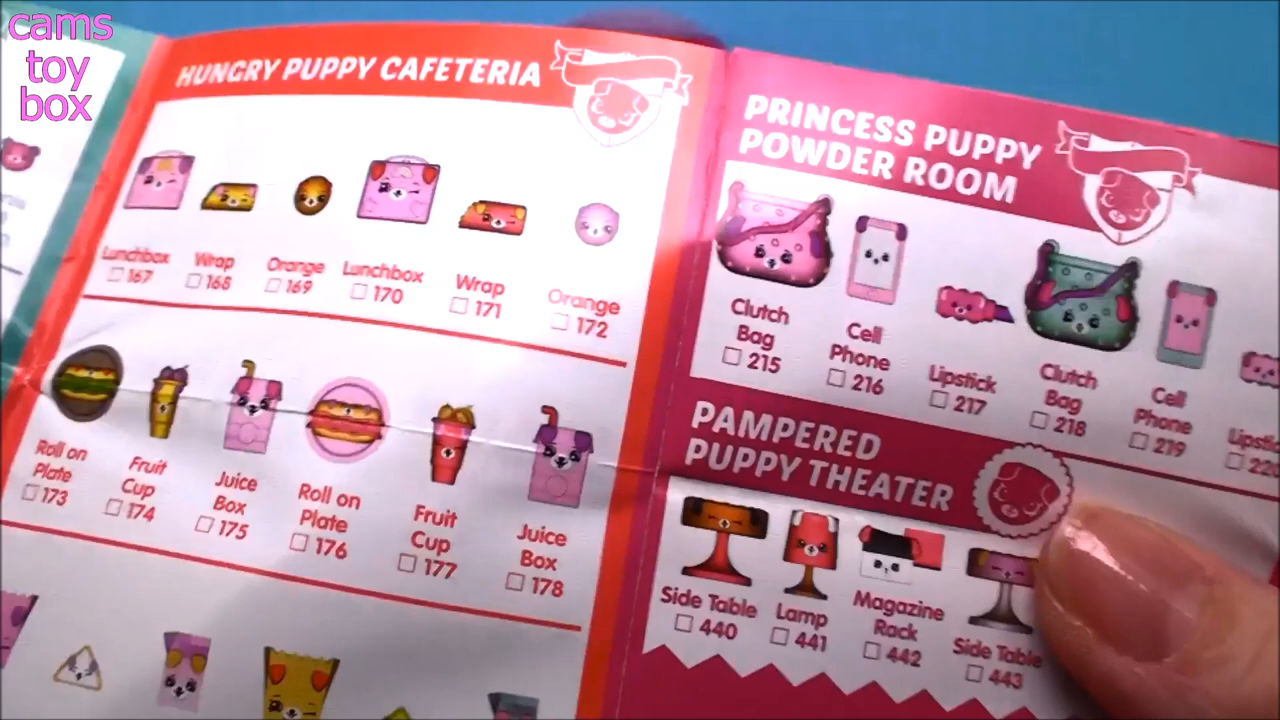 cams
toy
box
HUNGRY PUPPY CAFETERIA
Lunchbox
167
Wrap
168
Orange
169
Lunchbox
170
Wrap
171
Orange
172
Roll on
Plate
173
Fruit
Cup
174
Juice
Box
175
Roll on
Plate
176
Fruit
Cup
177
Juice
Box
178
PRINCESS PUPPY
POWDER ROOM
Clutch
Bag
215
Cell
Phone
216
Lipstick
217
Clutch
Bag
218
Cell
Phone
219
220
PAMPERED
PUPPY THEATER
Side Table
440
Lamp
441
Magazine
Rack
442
Side Table
443